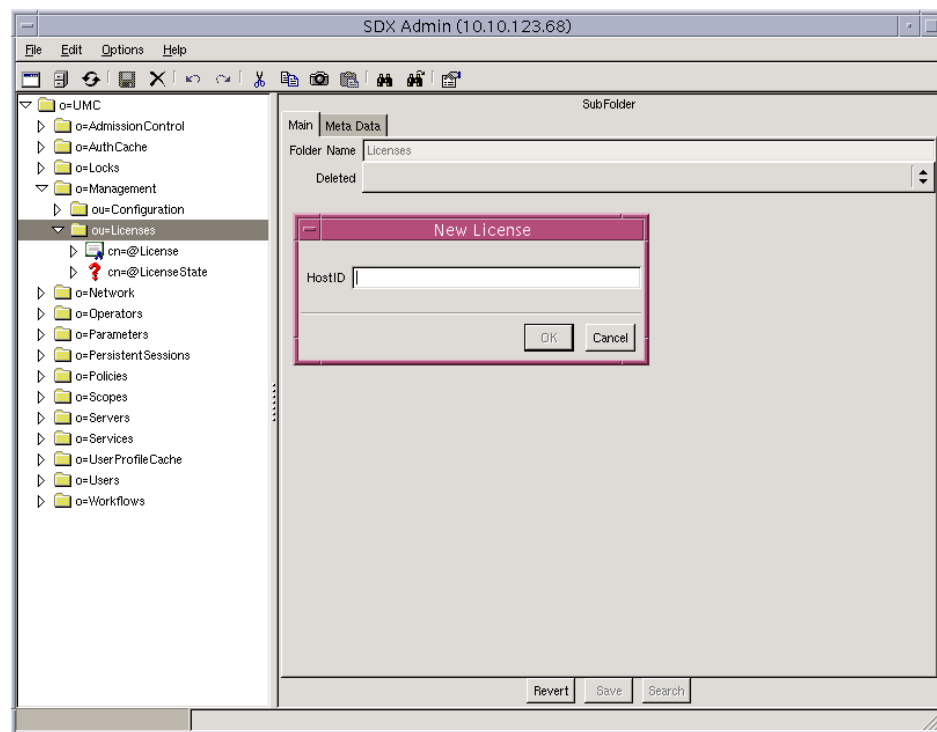 SDX Admin (10.10.123.68)
File Edit Options Help
o=UMC
o=AdmissionControl
o=AuthCache
o=Locks
o=Management
ou=Configuration
ou=Licenses
cn=@License
cn=@LicenseState
o=Network
o=Operators
o=Parameters
o=PersistentSessions
o=Policies
o=Scopes
o=Servers
o=Services
o=UserProfileCache
o=Users
o=Workflows
SubFolder
Main Meta Data
Folder Name Licenses
Deleted
New License
HostID
OK Cancel
Revert Save Search